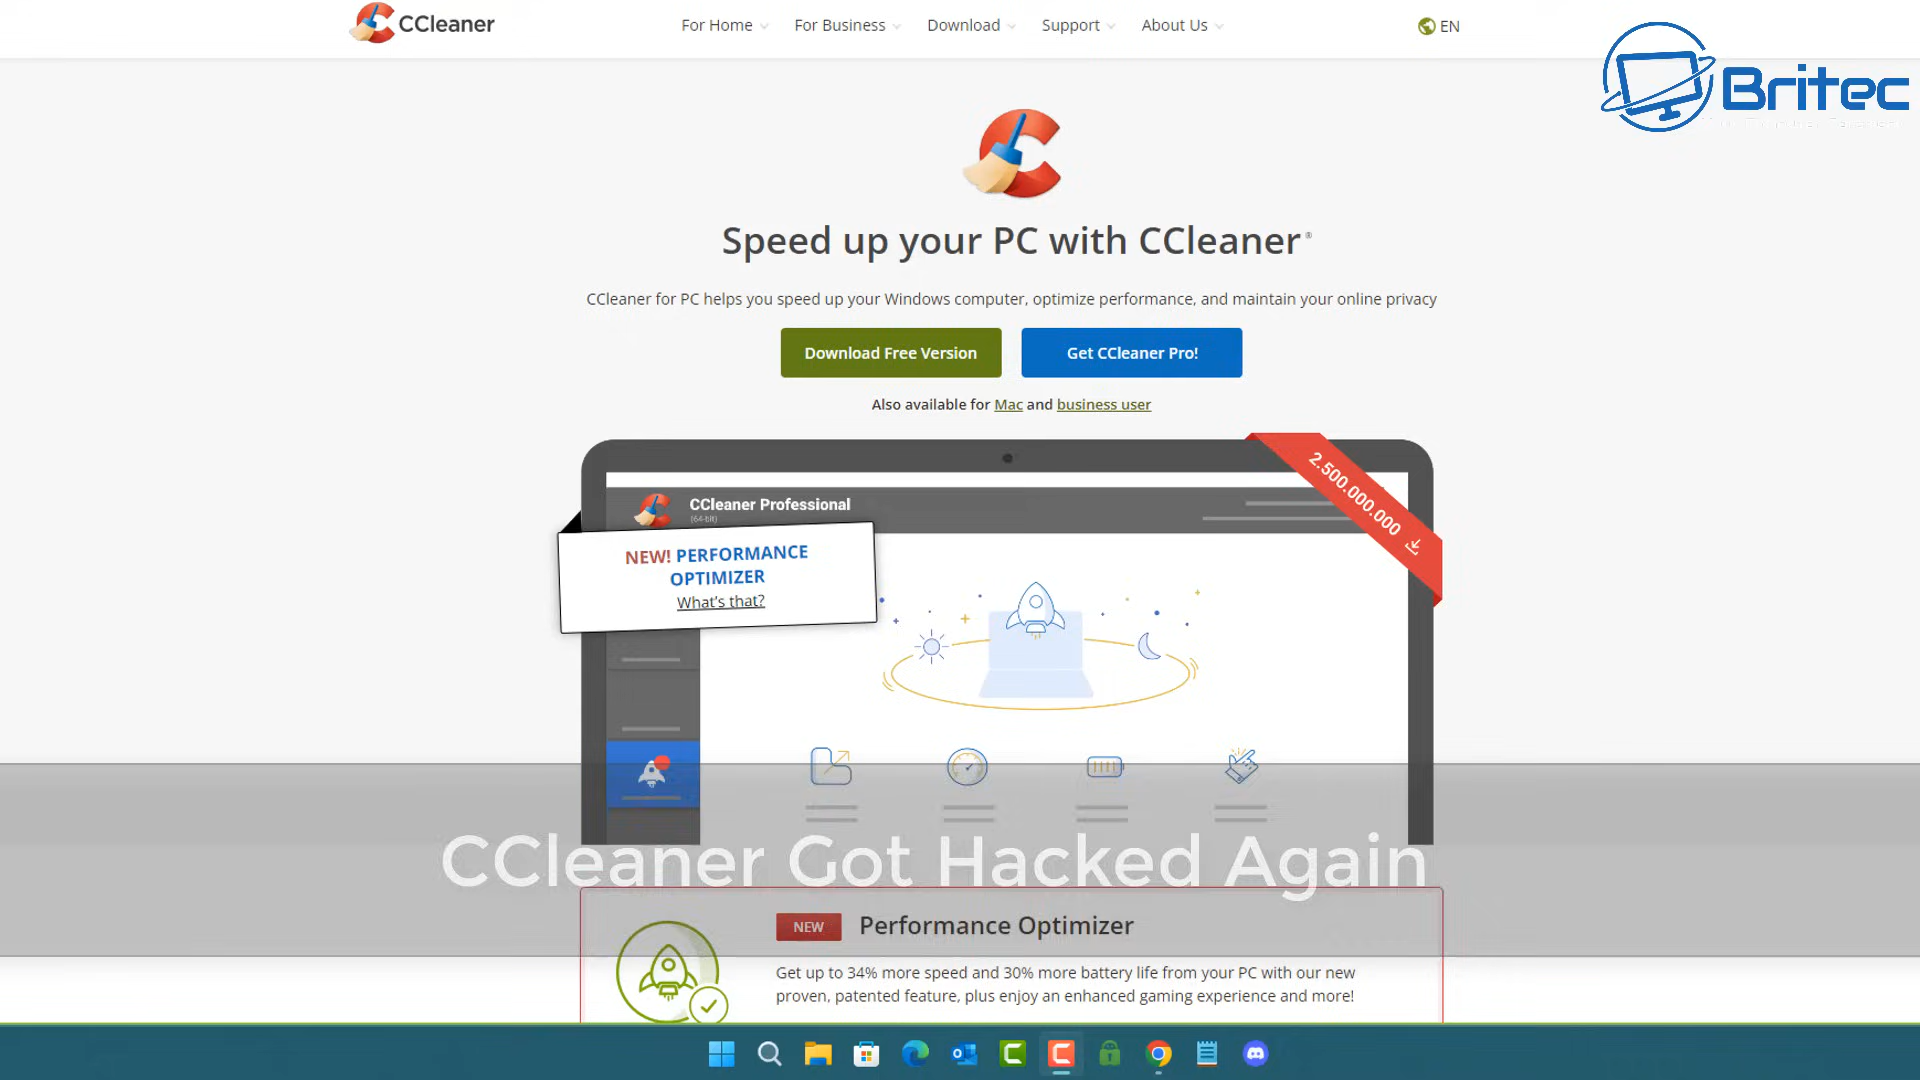 CCleaner
For Home
For Business
Download
Support
About Us
EN
Britec
Speed up your PC with CCleaner®
CCleaner for PC helps you speed up your Windows computer, optimize performance, and maintain your online privacy
Download Free Version
Get CCleaner Pro!
Also available for Mac and business user
2.500.000.000
CCleaner Professional
(64-bit)
NEW! PERFORMANCE
OPTIMIZER
What's that?
CCleaner Got Hacked Again
NEW
Performance Optimizer
Get up to 34% more speed and 30% more battery life from your PC with our new
proven, patented feature, plus enjoy an enhanced gaming experience and more!